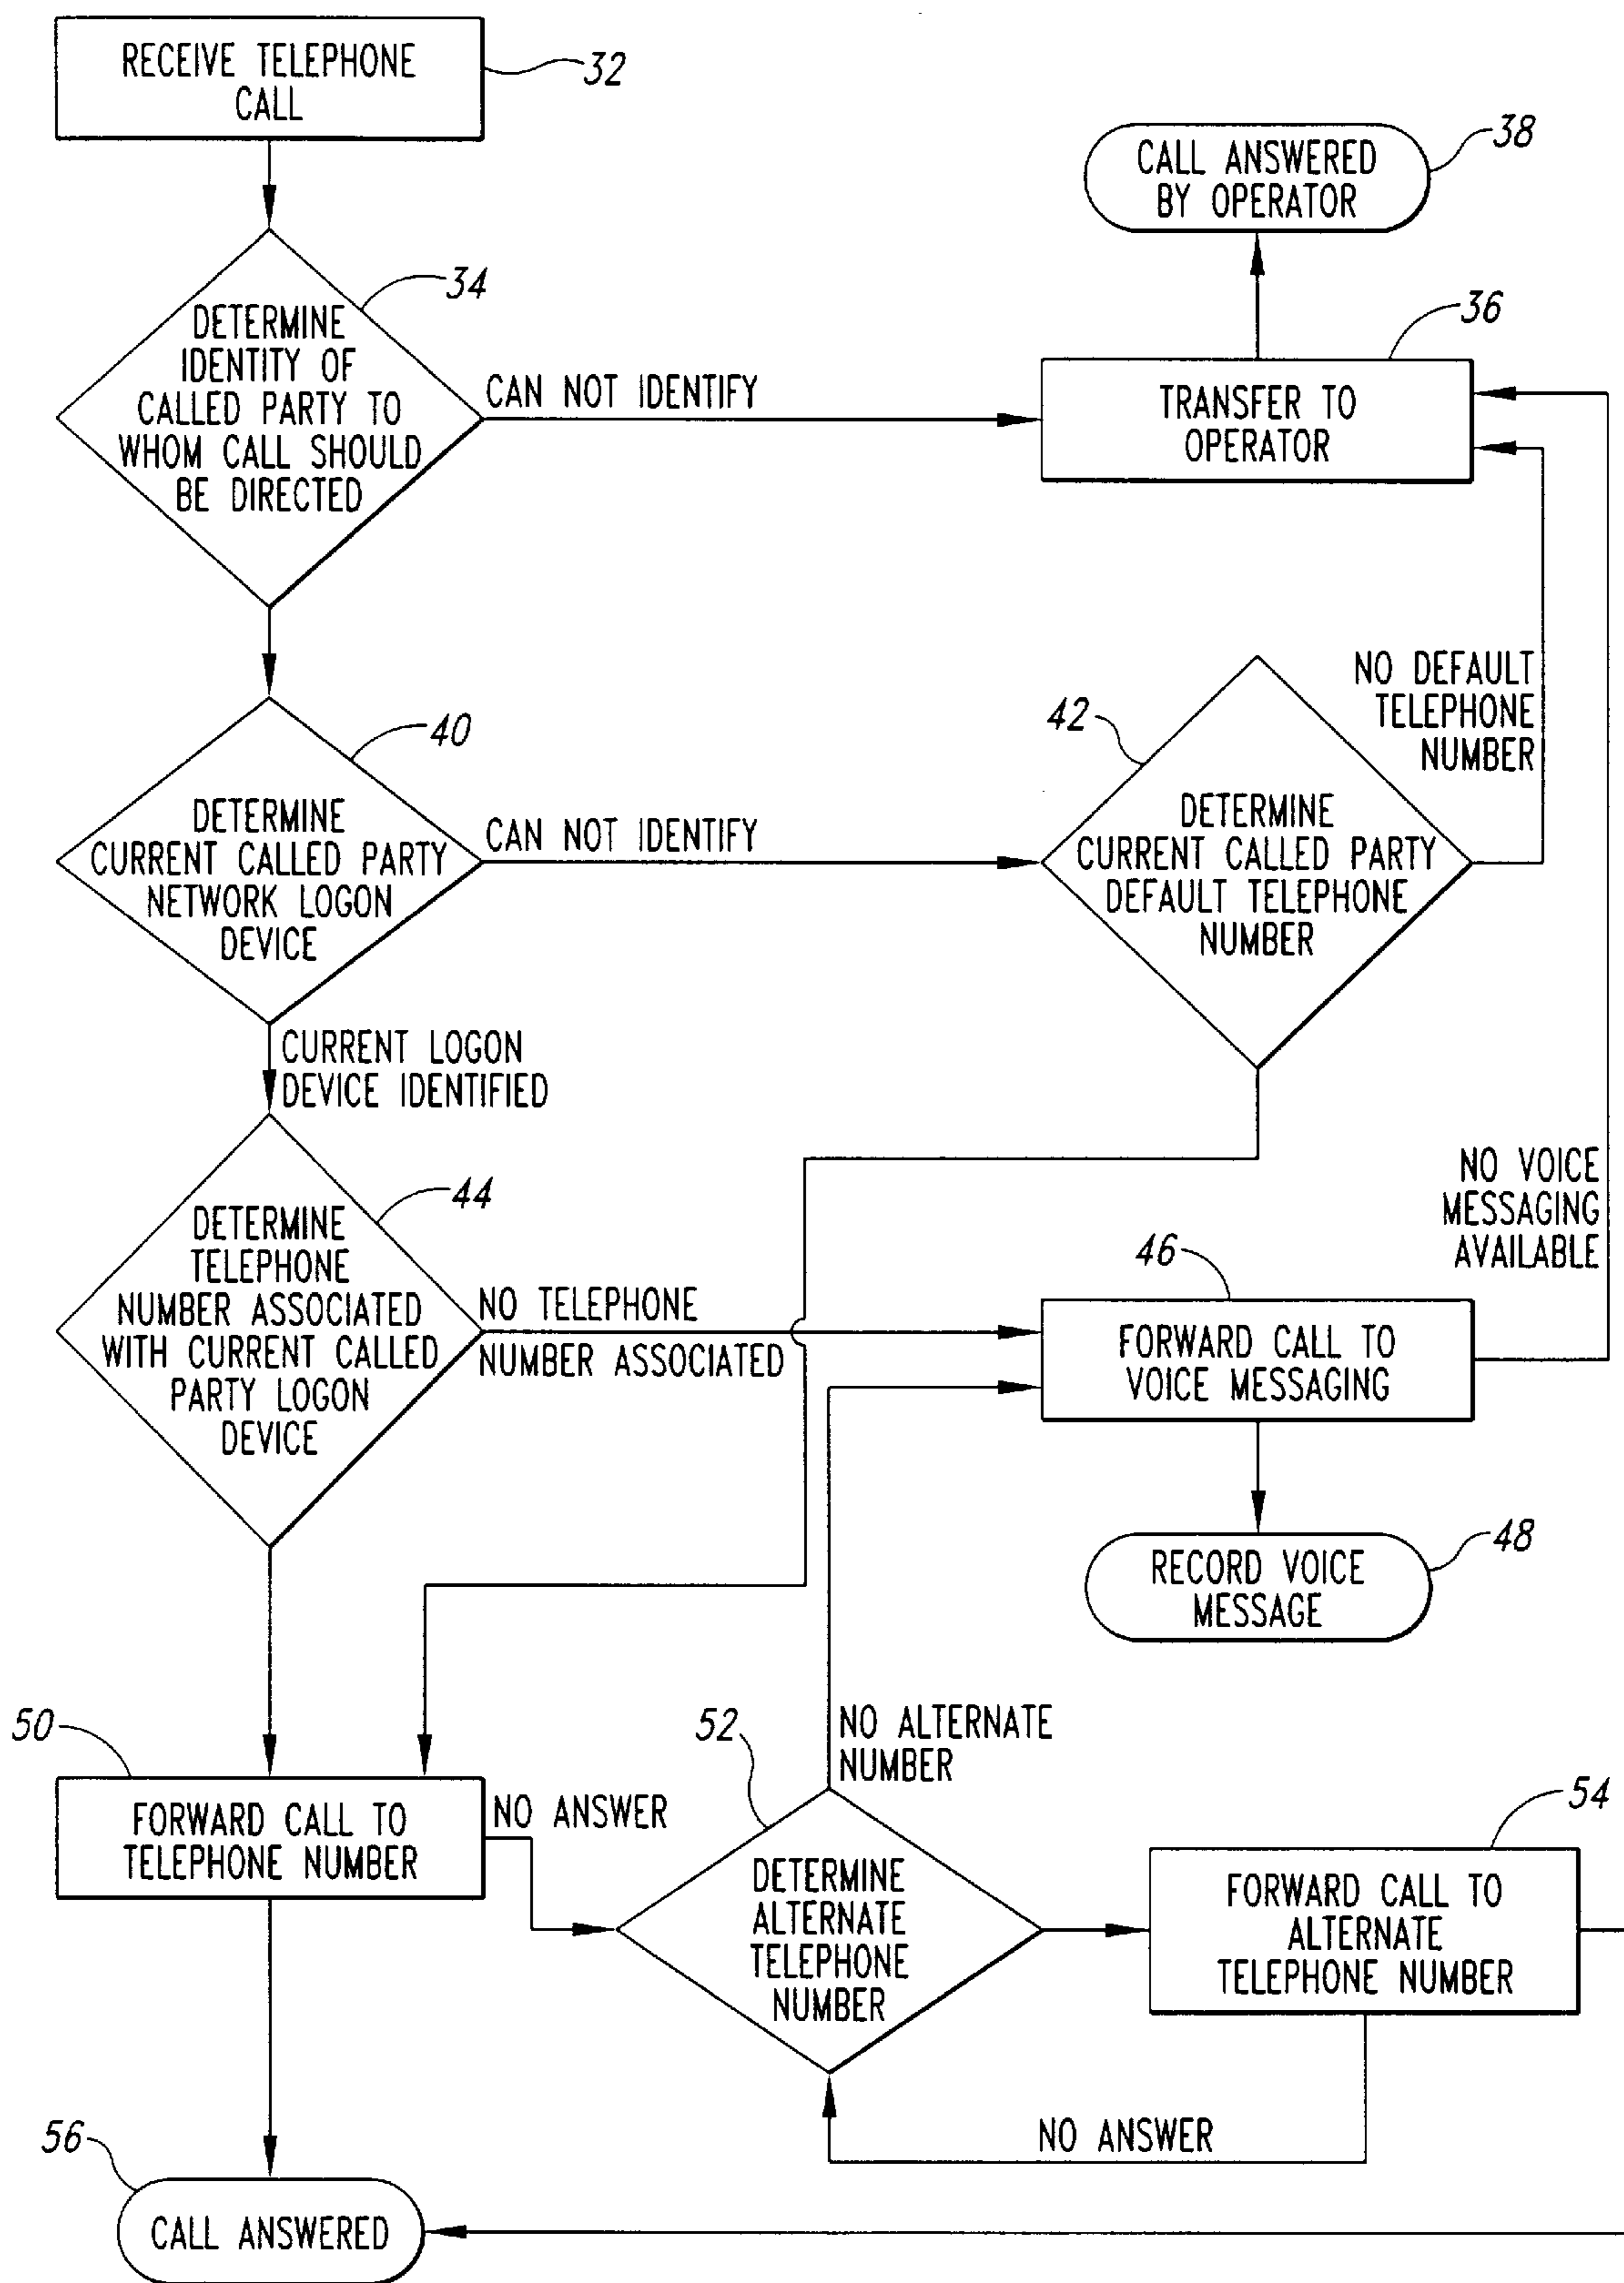 RECEIVE TELEPHONE
CALL
32
CALL ANSWERED
BY OPERATOR
38
34
DETERMINE
IDENTITY OF
CALLED PARTY TO
WHOM CALL SHOULD
BE DIRECTED
CAN NOT IDENTIFY
36
TRANSFER TO
OPERATOR
40
DETERMINE
CURRENT CALLED PARTY
NETWORK LOGON
DEVICE
CAN NOT IDENTIFY
42
DETERMINE
CURRENT CALLED PARTY
DEFAULT TELEPHONE
NUMBER
NO DEFAULT
TELEPHONE
NUMBER
CURRENT LOGON
DEVICE IDENTIFIED
44
DETERMINE
TELEPHONE
NUMBER ASSOCIATED
WITH CURRENT CALLED
PARTY LOGON
DEVICE
NO TELEPHONE
NUMBER ASSOCIATED
46
FORWARD CALL TO
VOICE MESSAGING
NO VOICE
MESSAGING
AVAILABLE
48
RECORD VOICE
MESSAGE
50
FORWARD CALL TO
TELEPHONE NUMBER
NO ANSWER
52
NO ALTERNATE
NUMBER
DETERMINE
ALTERNATE
TELEPHONE
NUMBER
54
FORWARD CALL TO
ALTERNATE
TELEPHONE NUMBER
NO ANSWER
56
CALL ANSWERED